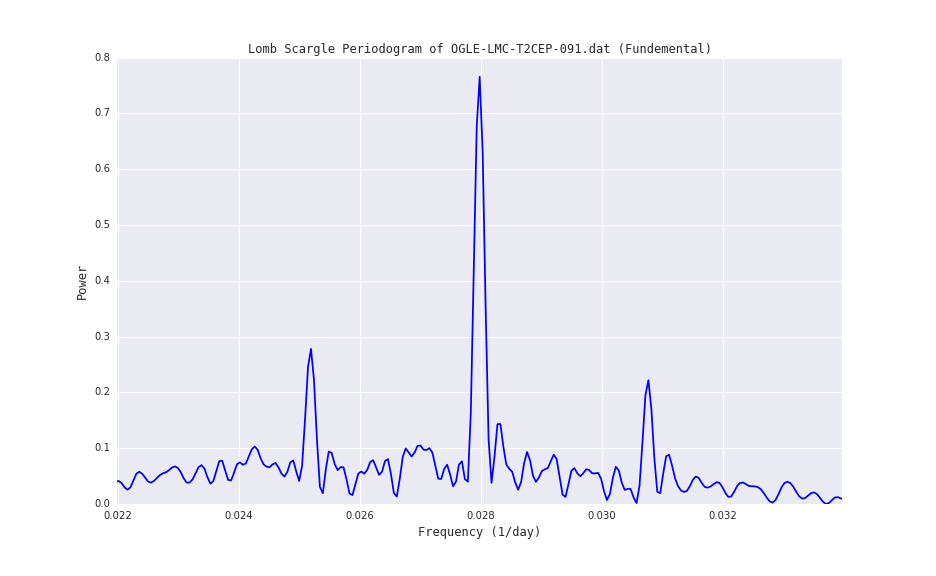 Lomb Scargle Periodogram of OGLE-LMC-T2CEP-091.dat (Fundemental)
0.8
0.7
0.6
0.5
0.4
0.3
0.2
0.1
0.0
Power
0.022 0.024 0.026 0.028 0.030 0.032
Frequency (1/day)